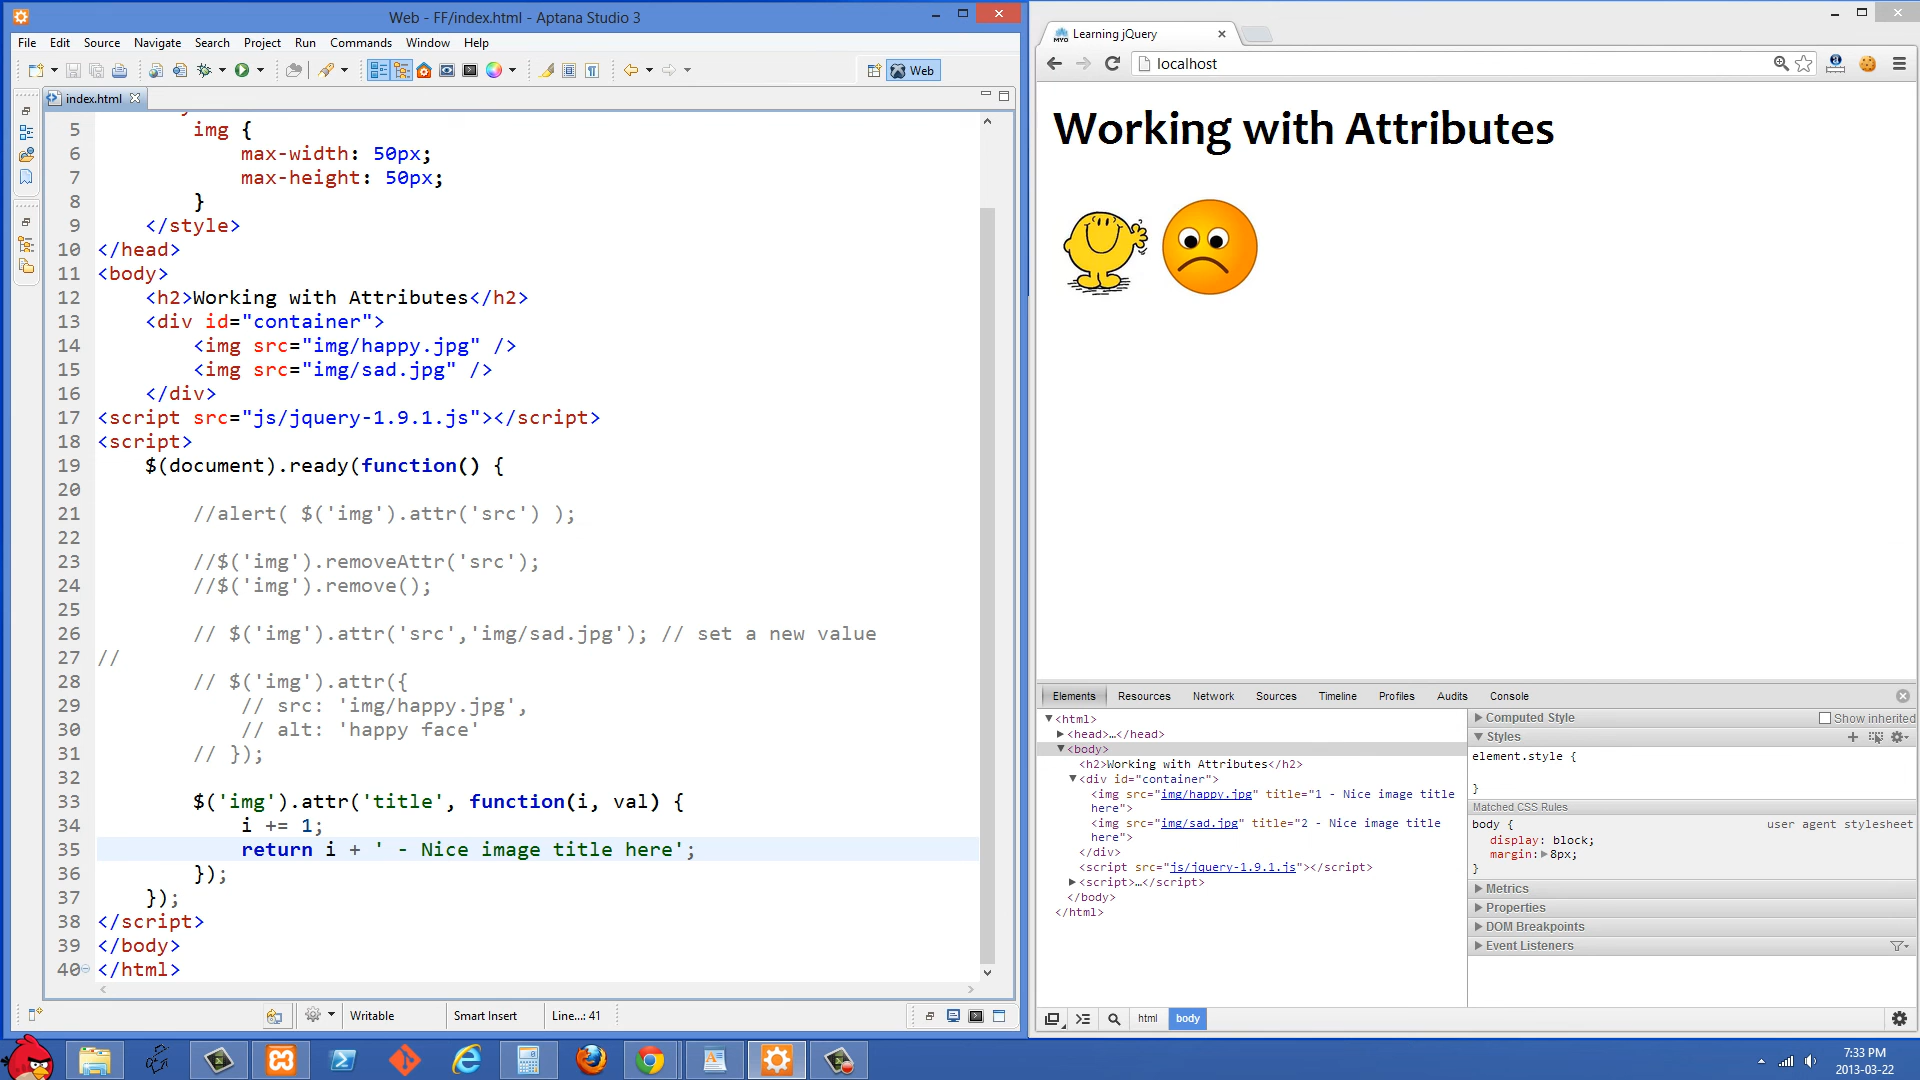 Web - FF/index.html - Aptana Studio 3
File Edit Source Navigate Search Project Run Commands Window Help
Web
index.html
5 img {
6 max-width: 50px;
7 max-height: 50px;
8 }
9 </style>
10 </head>
11 <body>
12 <h2>Working with Attributes</h2>
13 <div id="container">
14 <img src="img/happy.jpg" />
15 <img src="img/sad.jpg" />
16 </div>
17 <script src="js/jquery-1.9.1.js"></script>
18 <script>
19 $(document).ready(function() {
20
21 //alert( $('img').attr('src') );
22
23 //$('img').removeAttr('src');
24 //$('img').remove();
25
26 // $('img').attr('src','img/sad.jpg'); // set a new value
27 //
28 // $('img').attr({
29 // src: 'img/happy.jpg',
30 // alt: 'happy face'
31 // });
32
33 $('img').attr('title', function(i, val) {
34 i += 1;
35 return i + ' - Nice image title here';
36 });
37 });
38 </script>
39 </body>
40 </html>
Writable Smart Insert Line...: 41
Learning jQuery
localhost
Working with Attributes
Elements Resources Network Sources Timeline Profiles Audits Console
<html>
<head>…</head>
<body>
<h2>Working with Attributes</h2>
<div id="container">
<img src="img/happy.jpg" title="1 - Nice image title
here">
<img src="img/sad.jpg" title="2 - Nice image title
here">
</div>
<script src="js/jquery-1.9.1.js"></script>
<script>…</script>
</body>
</html>
Computed Style Show inherited
Styles
element.style {
}
Matched CSS Rules
body { user agent stylesheet
display: block;
margin: 8px;
}
Metrics
Properties
DOM Breakpoints
Event Listeners
html body
7:33 PM
2013-03-22